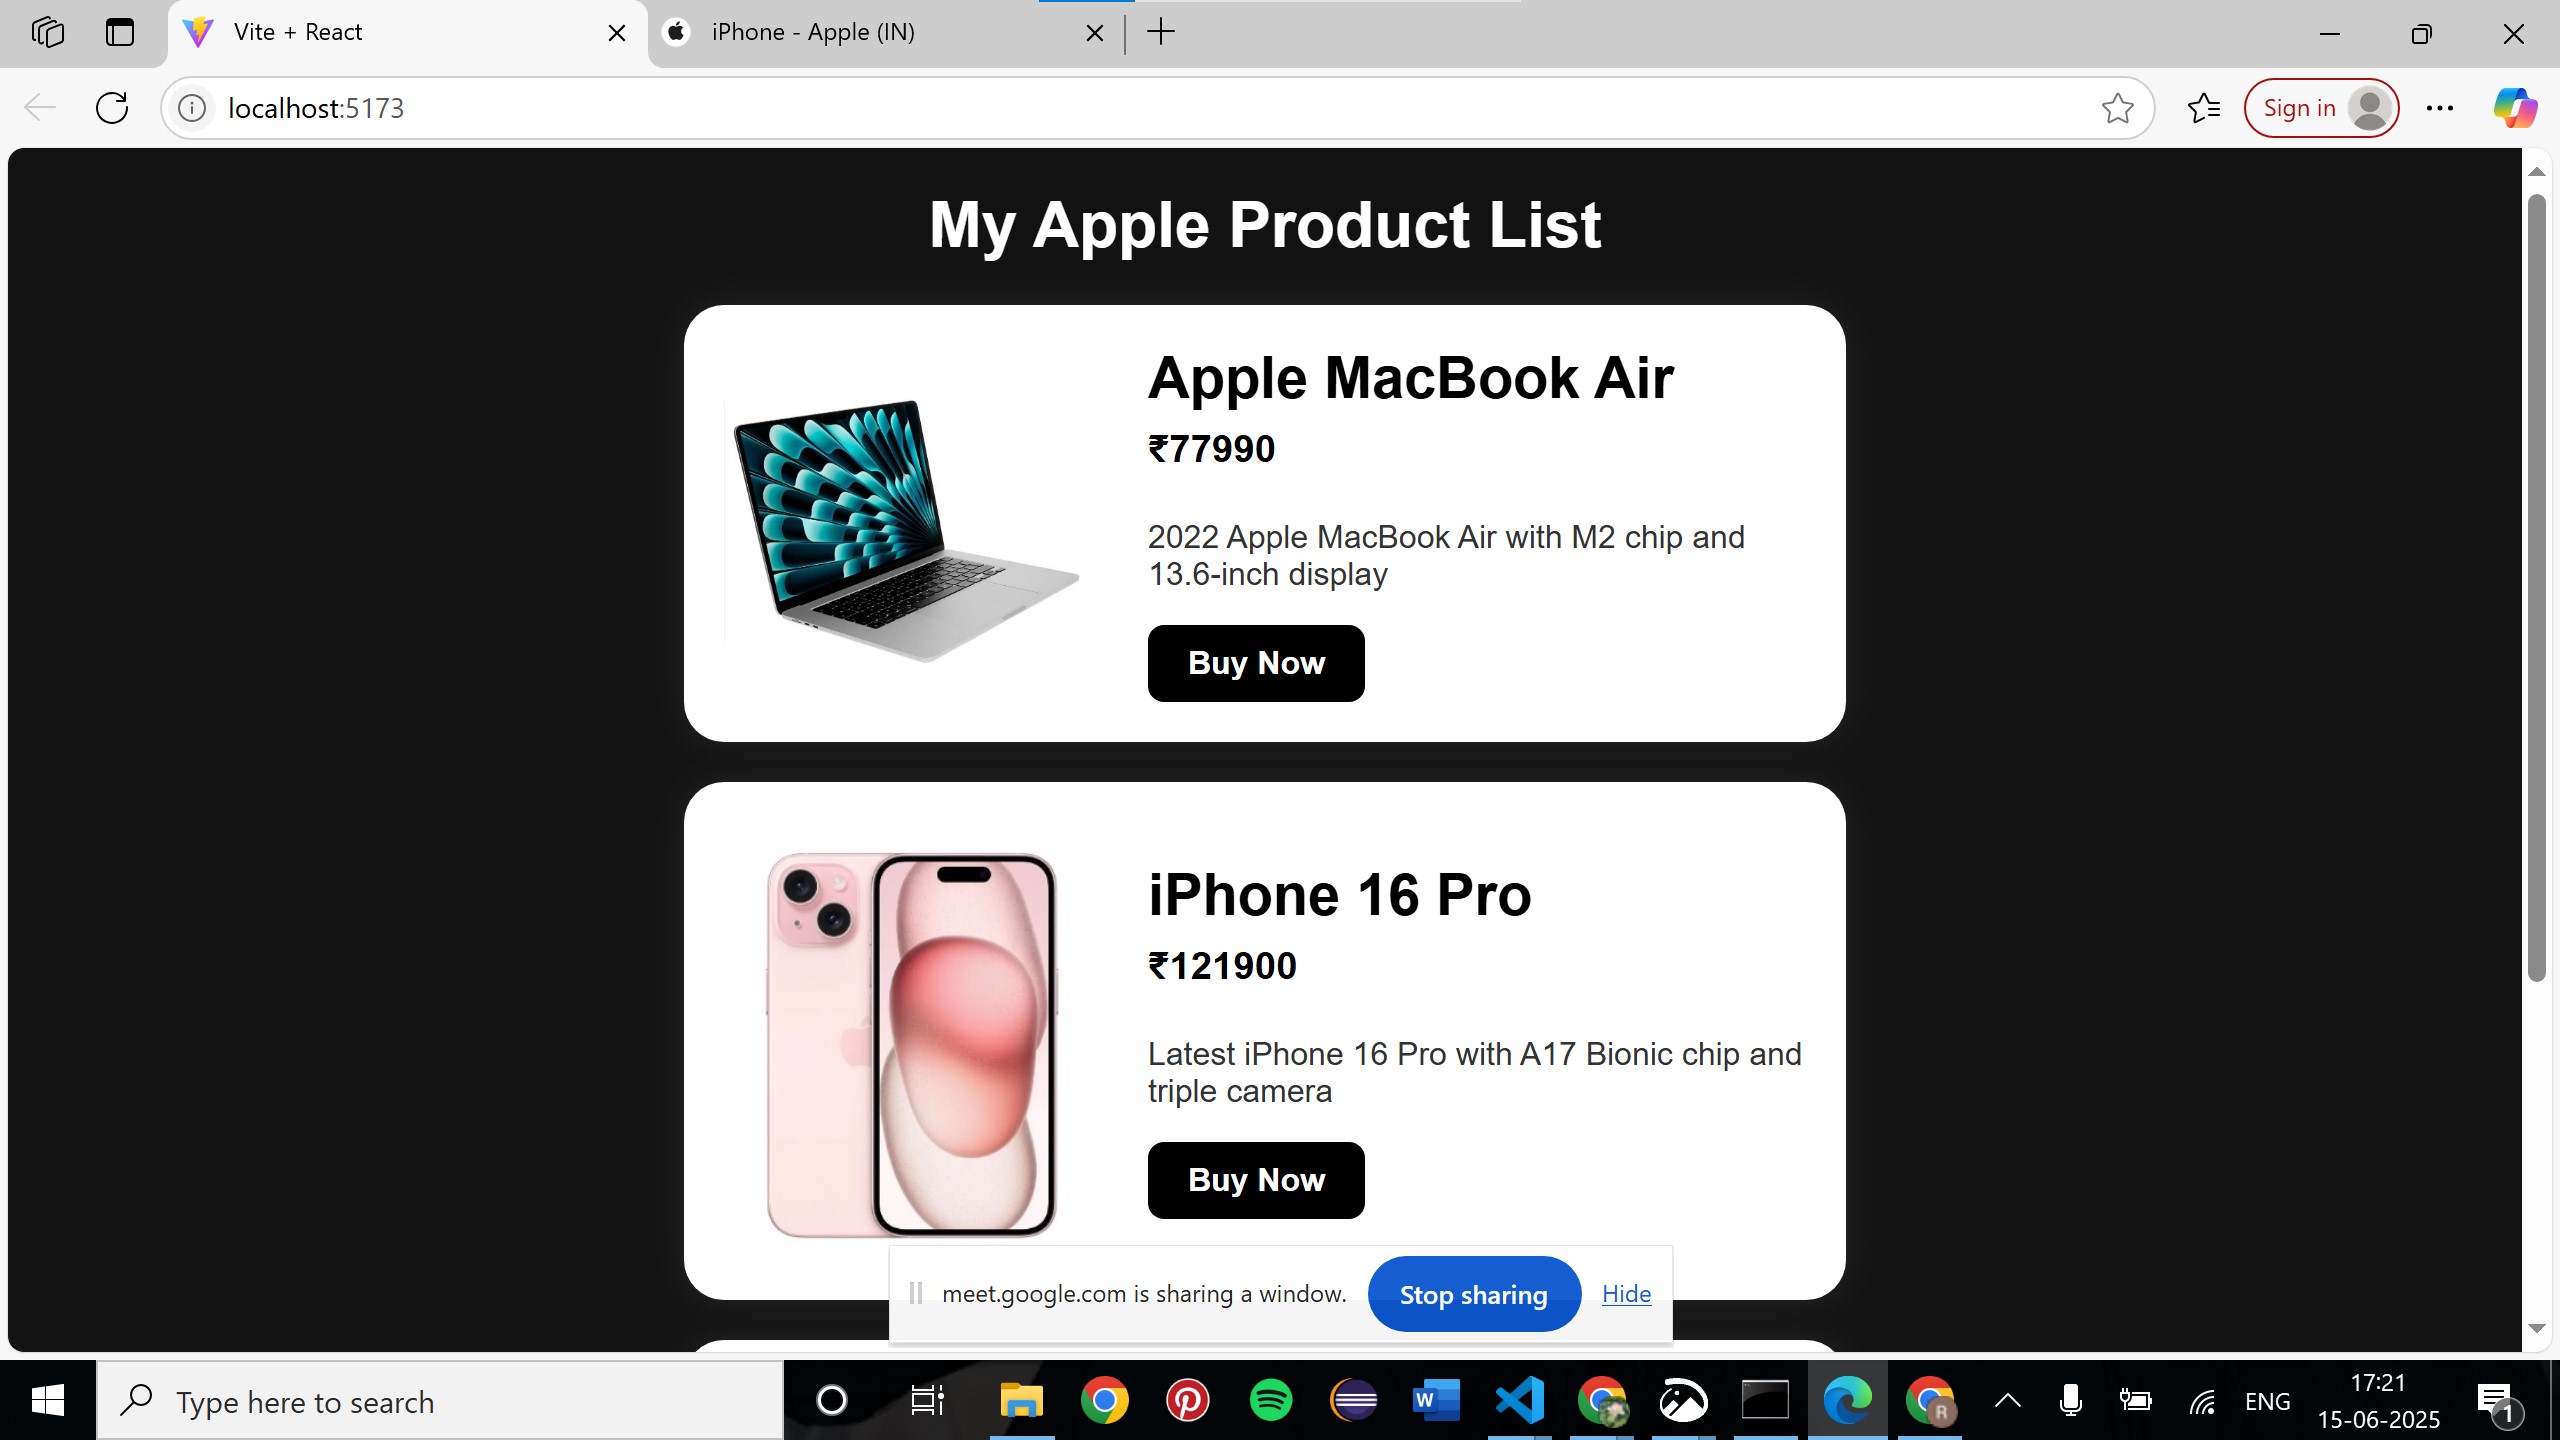 Vite + React
iPhone - Apple (IN)
localhost:5173
Sign in
My Apple Product List
Apple MacBook Air
₹77990
2022 Apple MacBook Air with M2 chip and
13.6-inch display
Buy Now
iPhone 16 Pro
₹121900
Latest iPhone 16 Pro with A17 Bionic chip and
triple camera
Buy Now
meet.google.com is sharing a window.
Stop sharing
Hide
Type here to search
W
R
ENG
17:21
15-06-2025
1